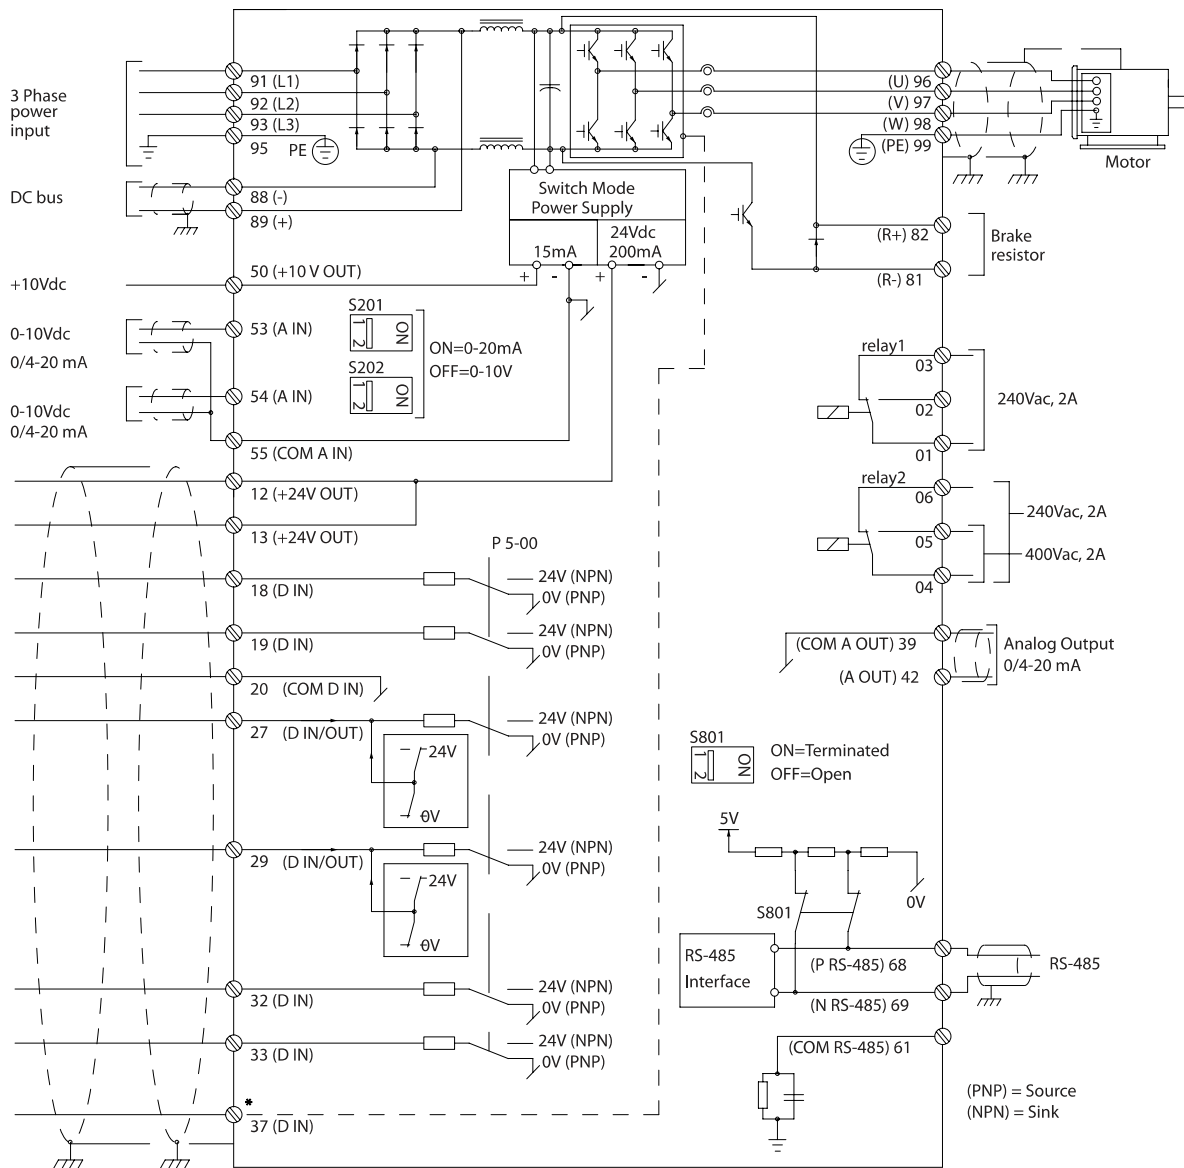 3 Phase
power
input
91 (L1)
92 (L2)
93 (L3)
95
PE
DC bus
88 (-)
89 (+)
Switch Mode
Power Supply
24Vdc
15mA
200mA
+
-
+
-
(U) 96
(V) 97
(W) 98
(PE) 99
Motor
(R+) 82
(R-) 81
Brake
resistor
+10Vdc
50 (+10 V OUT)
0-10Vdc
0/4-20 mA
53 (A IN)
S201
1 2
ON
ON=0-20mA
OFF=0-10V
S202
1 2
ON
0-10Vdc
0/4-20 mA
54 (A IN)
55 (COM A IN)
12 (+24V OUT)
13 (+24V OUT)
relay1
03
02
01
240Vac, 2A
relay2
06
05
04
240Vac, 2A
400Vac, 2A
P 5-00
18 (D IN)
24V (NPN)
0V (PNP)
19 (D IN)
24V (NPN)
0V (PNP)
20 (COM D IN)
27 (D IN/OUT)
24V (NPN)
0V (PNP)
24V
0V
29 (D IN/OUT)
24V (NPN)
0V (PNP)
24V
0V
32 (D IN)
24V (NPN)
0V (PNP)
33 (D IN)
24V (NPN)
0V (PNP)
*
37 (D IN)
(COM A OUT) 39
(A OUT) 42
Analog Output
0/4-20 mA
S801
1 2
ON
ON=Terminated
OFF=Open
5V
0V
S801
RS-485
Interface
(P RS-485) 68
(N RS-485) 69
RS-485
(COM RS-485) 61
(PNP) = Source
(NPN) = Sink